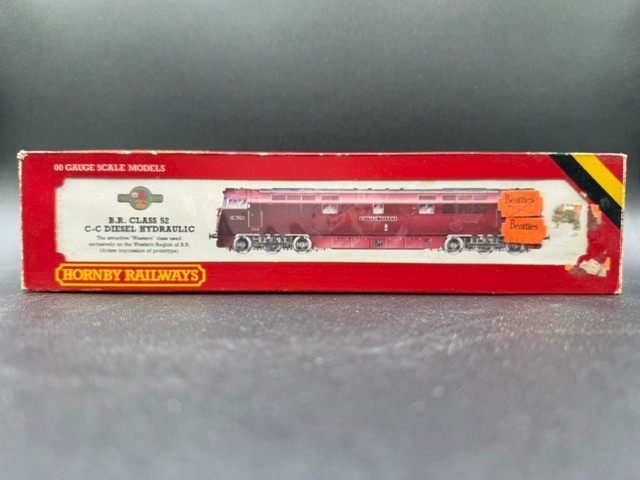 00 GAUGE SCALE MODELS
B.R. CLASS 52
C-C DIESEL HYDRAULIC
The attractive "Western" class used
exclusively on the Western Region of B.R.
(Artists impression of prototype)
HORNBY RAILWAYS
Beatties
Beatties